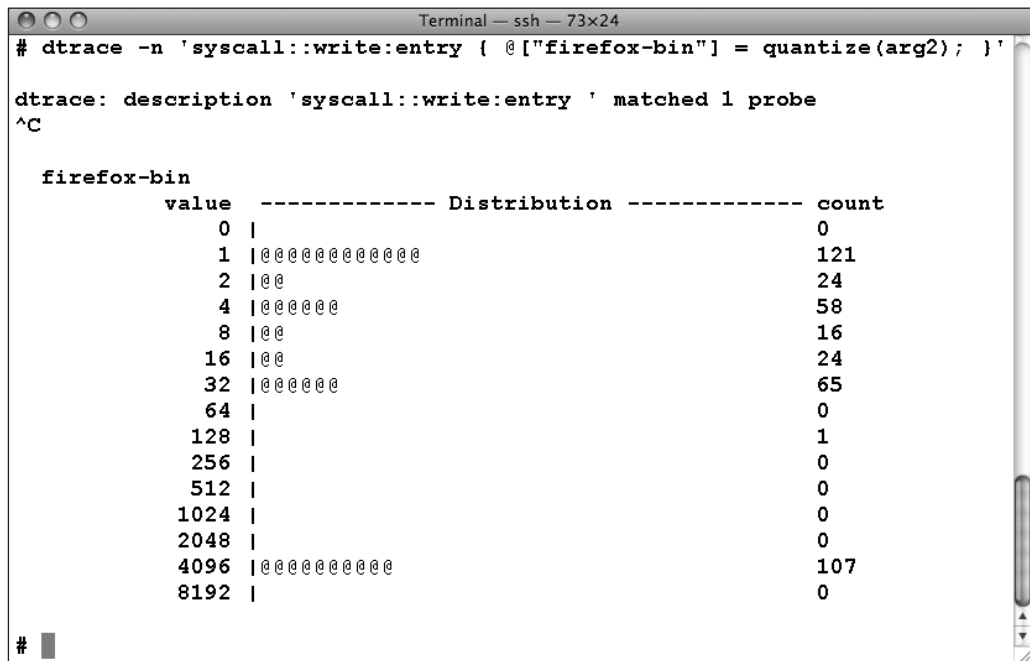 Terminal — ssh — 73×24
# dtrace -n 'syscall::write:entry { @["firefox-bin"] = quantize(arg2); }'
dtrace: description 'syscall::write:entry ' matched 1 probe
^C
firefox-bin
value ------------- Distribution ------------- count
0 | 0
1 |@@@@@@@@@@@@ 121
2 |@@ 24
4 |@@@@@@ 58
8 |@@ 16
16 |@@ 24
32 |@@@@@@ 65
64 | 0
128 | 1
256 | 0
512 | 0
1024 | 0
2048 | 0
4096 |@@@@@@@@@@ 107
8192 | 0
#